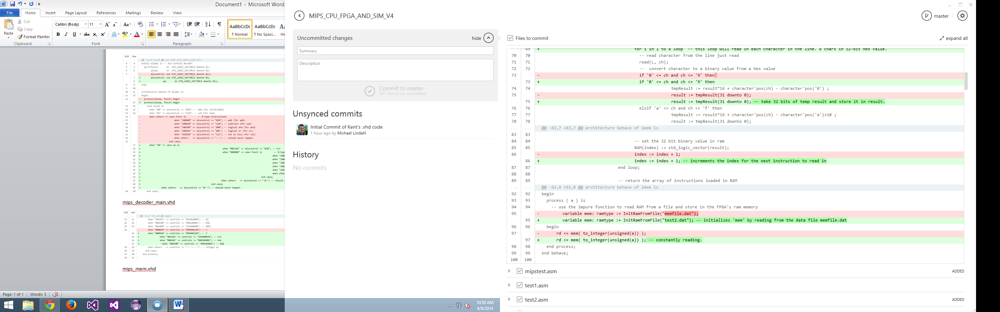 Document1 - Microsoft Word
File Home Insert Page Layout References Mailings Review View
Paste
Cut
Copy
Format Painter
Clipboard
Calibri (Body) 11
Font
Paragraph
AaBbCcDc AaBbCcDc
¶ Normal ¶ No Spaci...
old new
... ... @@ -4,23 +4,29 @@ use IEEE.STD_LOGIC_1164.all;
4 4 entity aludec is -- ALU control decoder
5 5 port(funct: in STD_LOGIC_VECTOR(5 downto 0);
6 6 aluop: in STD_LOGIC_VECTOR(1 downto 0);
7 - alucontrol: out STD_LOGIC_VECTOR(2 downto 0));
7 + alucontrol: out STD_LOGIC_VECTOR(2 downto 0);
8 + op: in STD_LOGIC_VECTOR(5 downto 0));
8 9 end;
9 10
10 11 architecture behave of aludec is
11 12 begin
12 - process(aluop, funct) begin
13 + process(aluop, funct) begin
13 14 case aluop is
14 15 when "00" => alucontrol <= "010"; -- add (for lb/sb/addi)
15 16 when "01" => alucontrol <= "110"; -- sub (for beq)
16 - when others => case funct is -- R-type instructions
17 - when "100000" => alucontrol <= "010"; -- add (for add)
18 - when "100010" => alucontrol <= "110"; -- subtract (for sub)
19 - when "100100" => alucontrol <= "000"; -- logical and (for and)
20 - when "100101" => alucontrol <= "001"; -- logical or (for or)
21 - when "101010" => alucontrol <= "111"; -- set on less (for slt)
22 - when others => alucontrol <= "---"; -- should never happen
23 - end case;
17 + when "10" => case op is
18 + when "001101" => alucontrol <= "010"; -- ori
19 + when "000000" => case funct is -- R-type
20 + when "100
21 + when "100
22 + when "100
23 + when "100
24 + when "101
25 + when othe
26 + end case;
27 + when others => alucontrol <= "-0-"; -- should
28 + end case;
29 + when others => alucontrol <= "0--"; -- should never happen
24 30 end case;
mips_decoder_main.vhd
old new
... ... @@ -21,7 +21,10 @@ begin
21 21 when "101011" => controls <= "0X101X000"; -- SW
22 22 when "000100" => controls <= "0X010X001"; -- BEQ
23 23 when "001000" => controls <= "101000000"; -- ADDI
24 - when "000010" => controls <= "0XXX0X1XX"; -- J
24 + when "000010" => controls <= "0XXX0X1XX"; -- J
25 + when "001101" => controls <= "101000010"; -- ori
26 + when "000101" => controls <= "0X010X001"; -- bne
27 + --when "000100" => controls <= "0X010X001"; -- BEQ
25 28 when others => controls <= "---------"; -- illegal op
26 29 end case;
27 30 end process;
28 31
mips_mem.vhd
Page: 1 of 1 Words: 3
MIPS_CPU_FPGA_AND_SIM_V4
Uncommitted changes
hide
Summary
Description
Commit to master
247 files to be committed
Unsynced commits
Initial Commit of Kent's .vhd code
1 hour ago by Michael Lindahl
History
No commits
10:50 AM
4/8/2014
master
Files to commit
expand all
69 + for i in 1 to 8 loop -- this loop will read in each character in the line. 8 chars in 32-bit hex value.
70 70 -- read character from the line just read
71 71 read(L, ch);
72 72 -- convert character to a binary value from a hex value
73 - if '0' <= ch and ch <= '9' then
73 + if '0' <= ch and ch <= '9' then
74 74 tmpResult := result*16 + character'pos(ch) - character'pos('0') ;
75 - result := tmpResult(31 downto 0);
75 + result := tmpResult(31 downto 0); -- take 32 bits of temp result and store it in result.
76 76 elsif 'a' <= ch and ch <= 'f' then
77 77 tmpResult := result*16 + character'pos(ch) - character'pos('a')+10 ;
78 78 result := tmpResult(31 downto 0);
... ... @@ -83,7 +83,7 @@ architecture behave of imem is
83 83
84 84 -- set the 32 bit binary value in ram
85 85 RAM(index) := std_logic_vector(result);
86 - index := index + 1;
86 + index := index + 1; -- increments the index for the next instruction to read in
87 87 end loop;
88 88
89 89 -- return the array of instructions loaded in RAM
... ... @@ -92,8 +92,8 @@ architecture behave of imem is
92 92 begin
93 93 process ( a ) is
94 94 -- use the impure function to read RAM from a file and store in the FPGA's ram memory
95 - variable mem: ramtype := InitRamFromFile("memfile.dat");
95 + variable mem: ramtype := InitRamFromFile("test2.dat"); -- initializes 'mem' by reading from the data file memfile.dat
96 96 begin
97 - rd <= mem( to_integer(unsigned(a)) );
97 + rd <= mem( to_integer(unsigned(a)) ); -- constantly reading.
98 98 end process;
99 99 end behave;
100 100
mipstest.asm ADDED
test1.asm
test2.asm ADDED